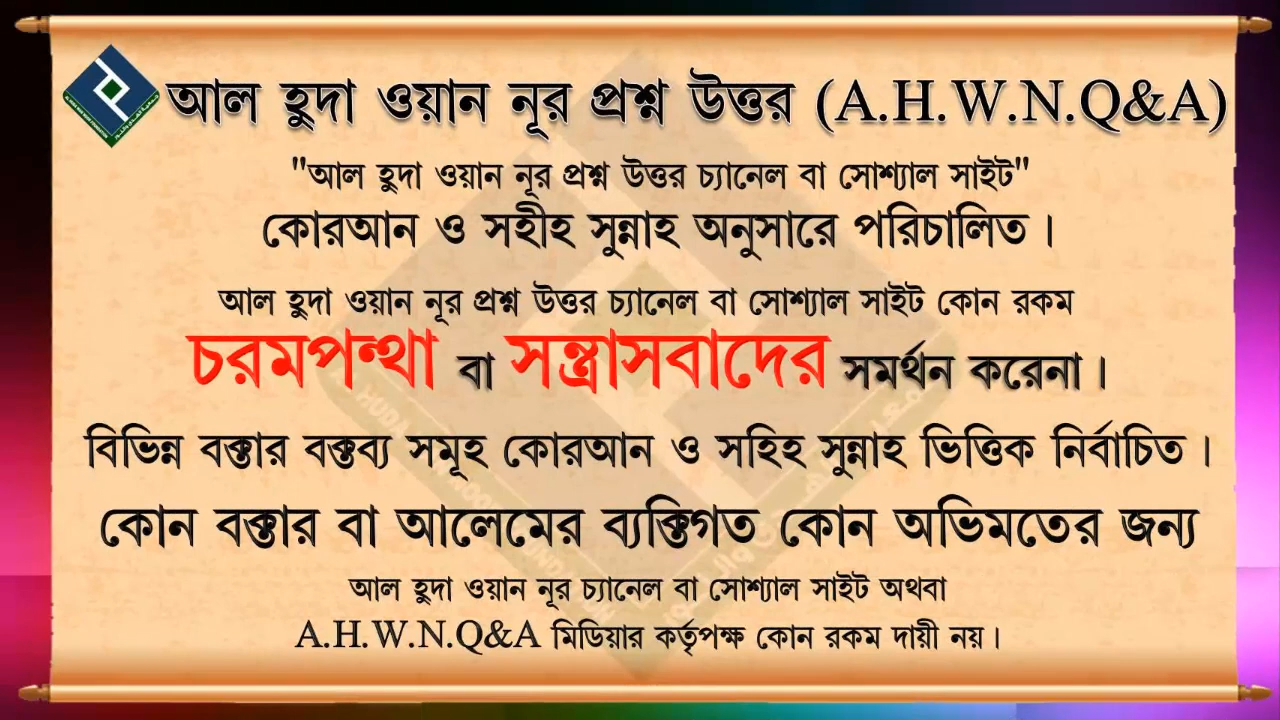 আল হুদা ওয়ান নূর প্রশ্ন উত্তর (A.H.W.N.Q&A)
"আল হুদা ওয়ান নূর প্রশ্ন উত্তর চ্যানেল বা সোশ্যাল সাইট"
কোরআন ও সহীহ সুন্নাহ অনুসারে পরিচালিত।
আল হুদা ওয়ান নূর প্রশ্ন উত্তর চ্যানেল বা সোশ্যাল সাইট কোন রকম
চরমপন্থা বা সন্ত্রাসবাদের সমর্থন করেনা।
বিভিন্ন বক্তার বক্তব্য সমূহ কোরআন ও সহিহ সুন্নাহ ভিত্তিক নির্বাচিত।
কোন বক্তার বা আলেমের ব্যক্তিগত কোন অভিমতের জন্য
আল হুদা ওয়ান নূর চ্যানেল বা সোশ্যাল সাইট অথবা
A.H.W.N.Q&A মিডিয়ার কর্তৃপক্ষ কোন রকম দায়ী নয়।